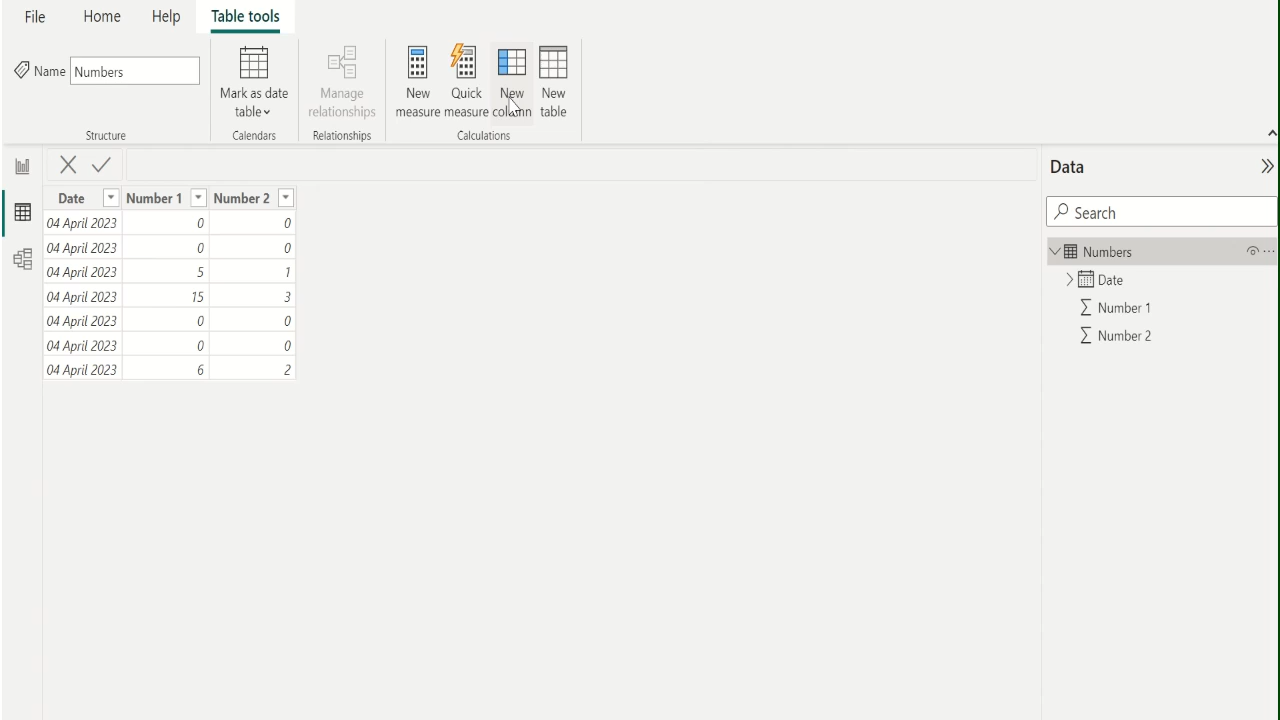 File Home Help Table tools
Name Numbers
Mark as date table
Manage relationships
New measure
Quick measure
New column
New table
Structure Calendars Relationships Calculations
Data
Search
Numbers
Date
Number 1
Number 2
Date Number 1 Number 2
04 April 2023 0 0
04 April 2023 0 0
04 April 2023 5 1
04 April 2023 15 3
04 April 2023 0 0
04 April 2023 0 0
04 April 2023 6 2